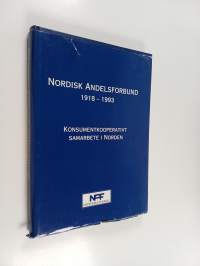 NORDISK ANDELSFORBUND
1918 – 1993
KONSUMENTKOOPERATIVT
SAMARBETE I NORDEN
NAF